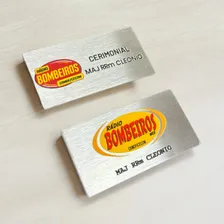 RÁDIO
BOMBEIROS
CERIMONIAL
MAJ RRm CLEONIO
RÁDIO
BOMBEIROS
MAJ RRm CLEONIO